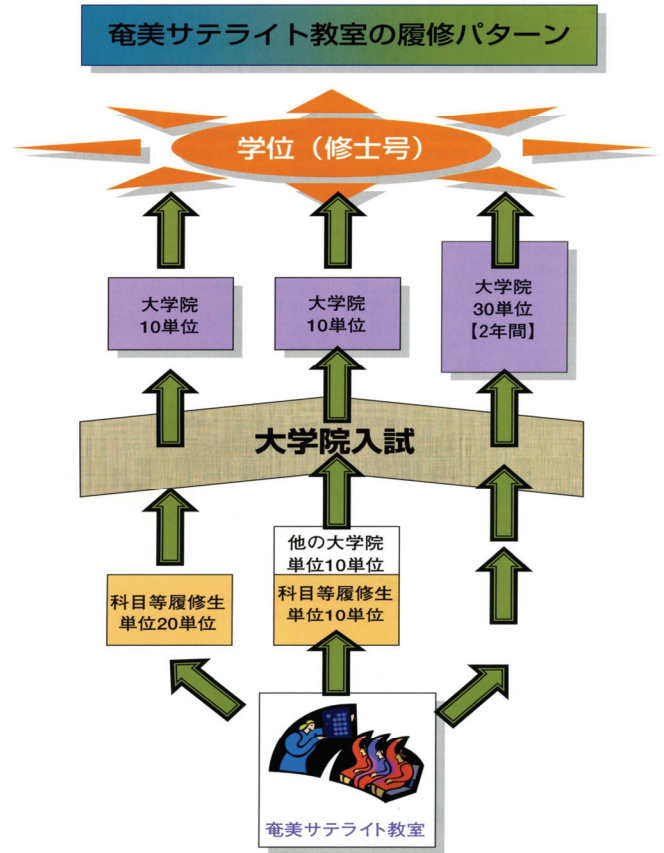 奄美サテライト教室の履修パターン
学位（修士号）
大学院
10単位
大学院
10単位
大学院
30単位
【2年間】
大学院入試
他の大学院
単位10単位
科目等履修生
単位20単位
科目等履修生
単位10単位
奄美サテライト教室